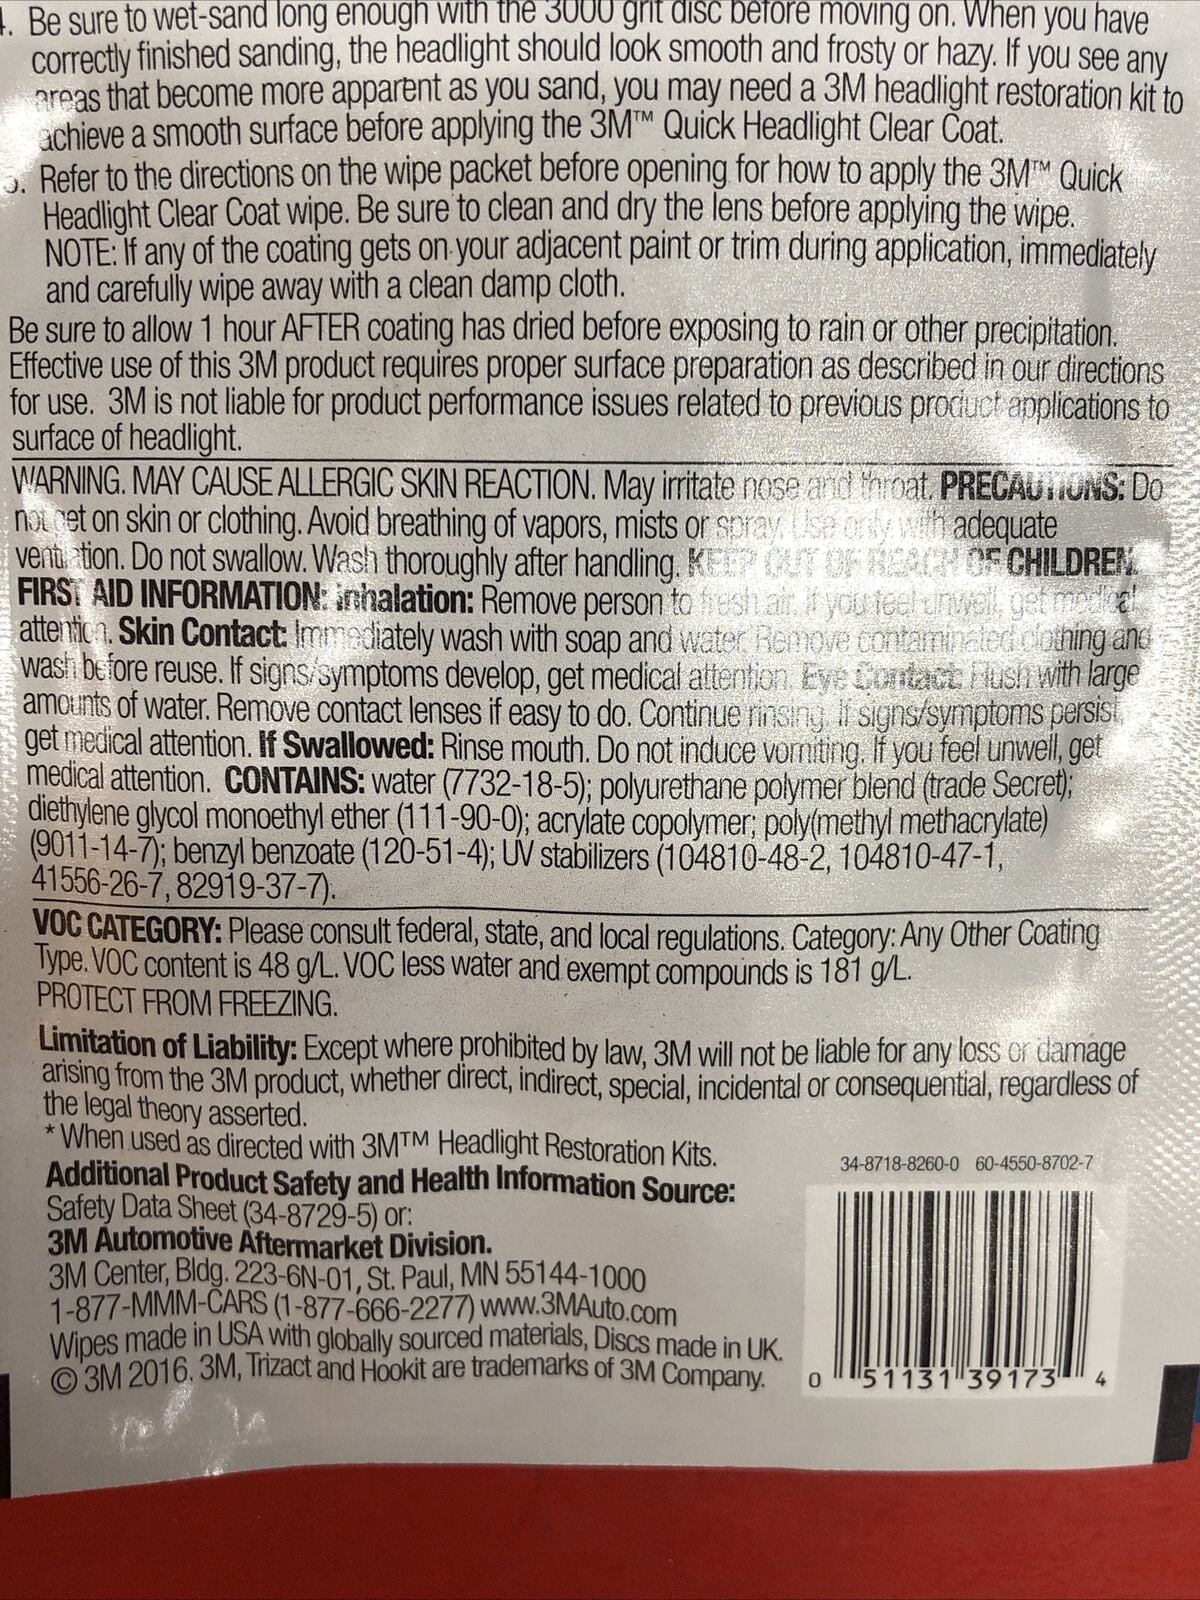 4. Be sure to wet-sand long enough with the 3000 grit disc before moving on. When you have
correctly finished sanding, the headlight should look smooth and frosty or hazy. If you see any
areas that become more apparent as you sand, you may need a 3M headlight restoration kit to
achieve a smooth surface before applying the 3M™ Quick Headlight Clear Coat.
5. Refer to the directions on the wipe packet before opening for how to apply the 3M™ Quick
Headlight Clear Coat wipe. Be sure to clean and dry the lens before applying the wipe.
NOTE: If any of the coating gets on your adjacent paint or trim during application, immediately
and carefully wipe away with a clean damp cloth.
Be sure to allow 1 hour AFTER coating has dried before exposing to rain or other precipitation.
Effective use of this 3M product requires proper surface preparation as described in our directions
for use. 3M is not liable for product performance issues related to previous product applications to
surface of headlight.
WARNING. MAY CAUSE ALLERGIC SKIN REACTION. May irritate nose and throat. PRECAUTIONS: Do
not get on skin or clothing. Avoid breathing of vapors, mists or spray. Use only with adequate
ventilation. Do not swallow. Wash thoroughly after handling. KEEP OUT OF REACH OF CHILDREN.
FIRST AID INFORMATION: Inhalation: Remove person to fresh air. If you feel unwell, get medical
attention. Skin Contact: Immediately wash with soap and water. Remove contaminated clothing and
wash before reuse. If signs/symptoms develop, get medical attention. Eye Contact: Flush with large
amounts of water. Remove contact lenses if easy to do. Continue rinsing. If signs/symptoms persist,
get medical attention. If Swallowed: Rinse mouth. Do not induce vomiting. If you feel unwell, get
medical attention. CONTAINS: water (7732-18-5); polyurethane polymer blend (trade Secret);
diethylene glycol monoethyl ether (111-90-0); acrylate copolymer; poly(methyl methacrylate)
(9011-14-7); benzyl benzoate (120-51-4); UV stabilizers (104810-48-2, 104810-47-1,
41556-26-7, 82919-37-7).
VOC CATEGORY: Please consult federal, state, and local regulations. Category: Any Other Coating
Type. VOC content is 48 g/L. VOC less water and exempt compounds is 181 g/L.
PROTECT FROM FREEZING.
Limitation of Liability: Except where prohibited by law, 3M will not be liable for any loss or damage
arising from the 3M product, whether direct, indirect, special, incidental or consequential, regardless of
the legal theory asserted.
* When used as directed with 3M™ Headlight Restoration Kits.
Additional Product Safety and Health Information Source:
Safety Data Sheet (34-8729-5) or:
3M Automotive Aftermarket Division.
3M Center, Bldg. 223-6N-01, St. Paul, MN 55144-1000
1-877-MMM-CARS (1-877-666-2277) www.3MAuto.com
Wipes made in USA with globally sourced materials, Discs made in UK.
© 3M 2016. 3M, Trizact and Hookit are trademarks of 3M Company.
34-8718-8260-0 60-4550-8702-7
0 51131 39173 4